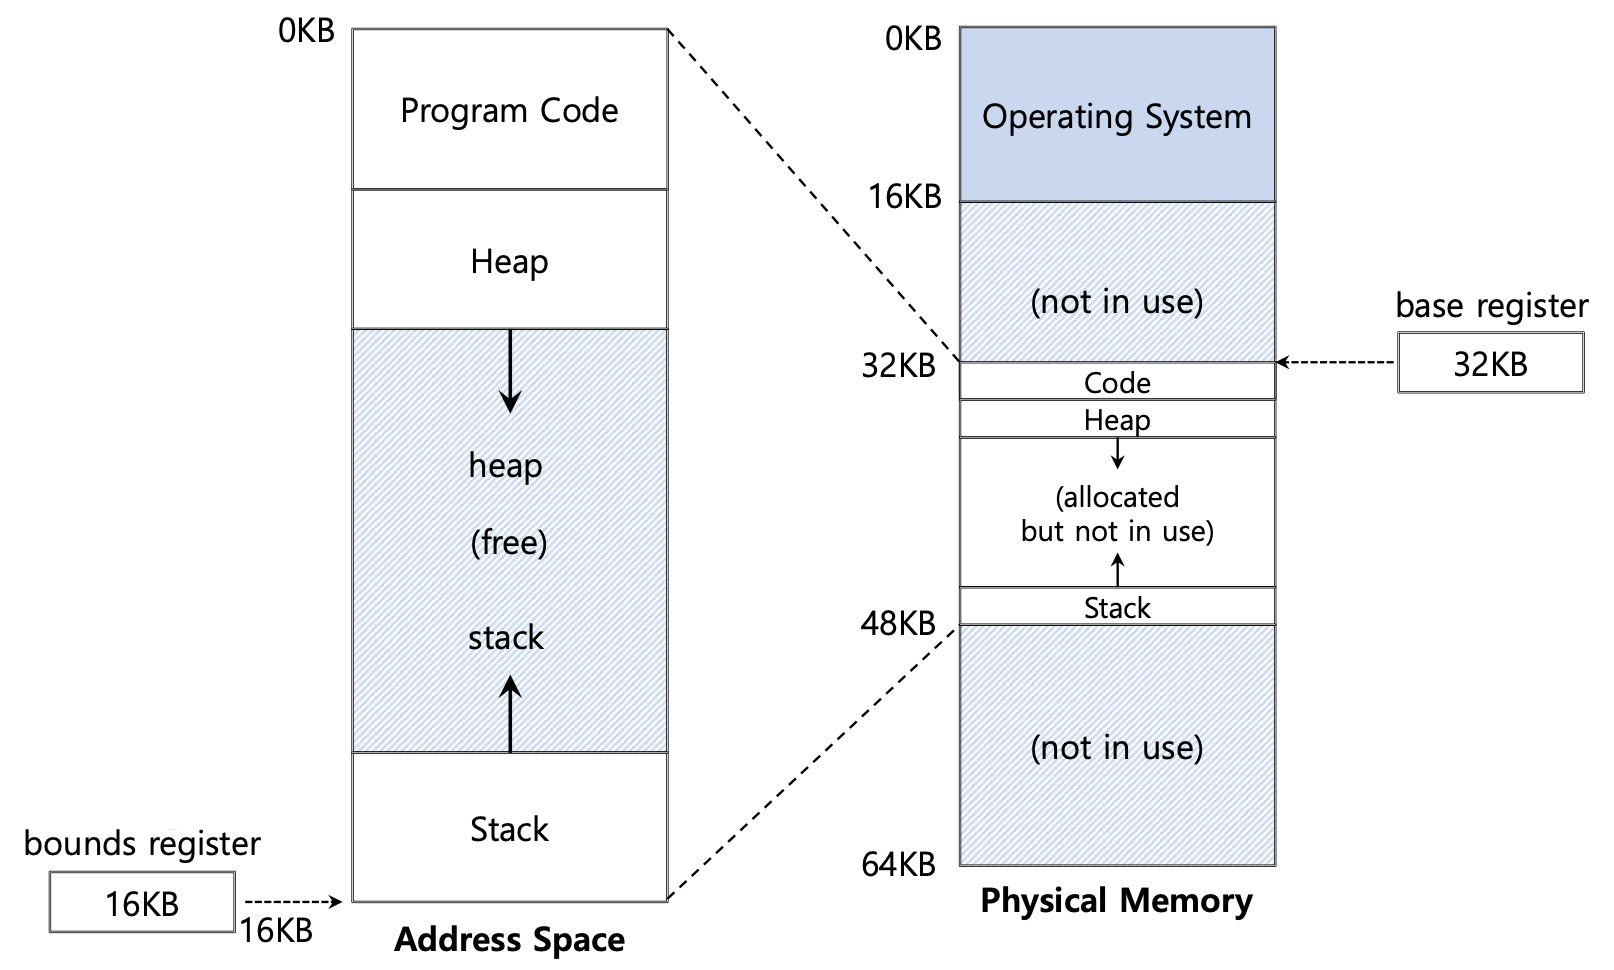 0KB
Program Code
Heap
heap
(free)
stack
Stack
bounds register
16KB
16KB
Address Space
0KB
Operating System
16KB
(not in use)
32KB
base register
32KB
Code
Heap
(allocated
but not in use)
Stack
48KB
(not in use)
64KB
Physical Memory